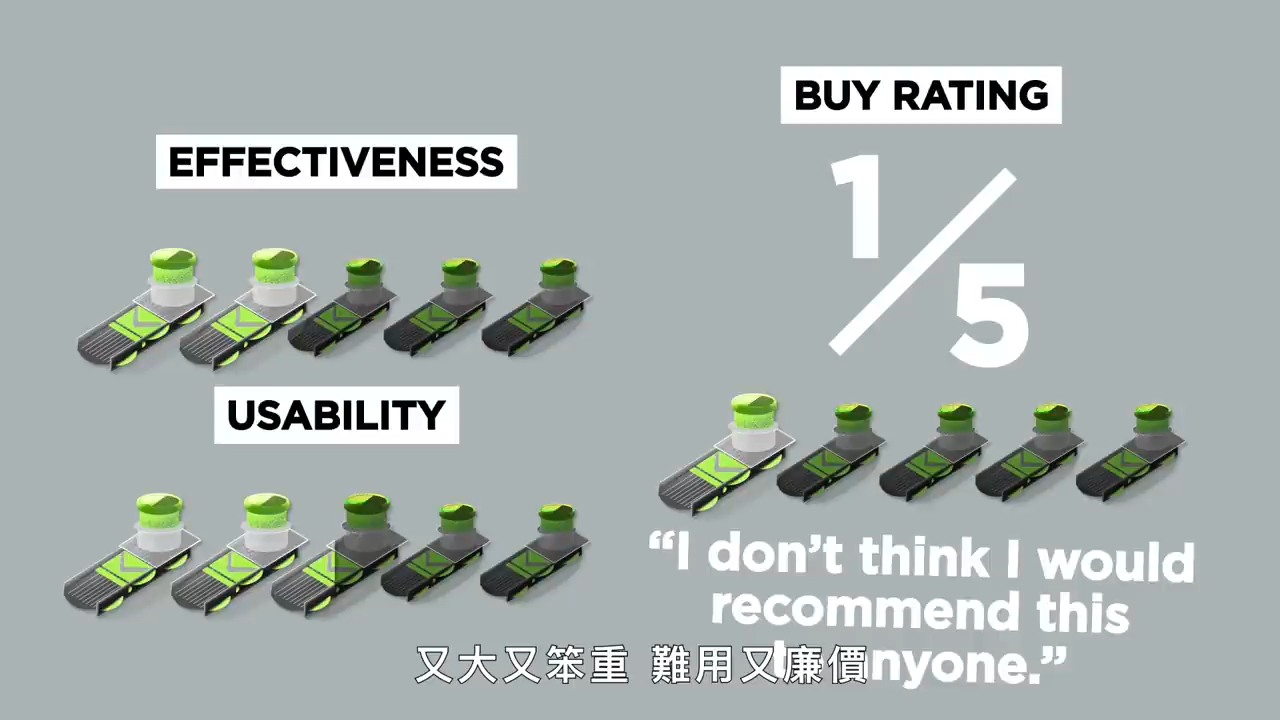 EFFECTIVENESS
USABILITY
BUY RATING
1/5
“I don’t think I would
recommend this
anyone.”
又大又笨重 難用又廉價